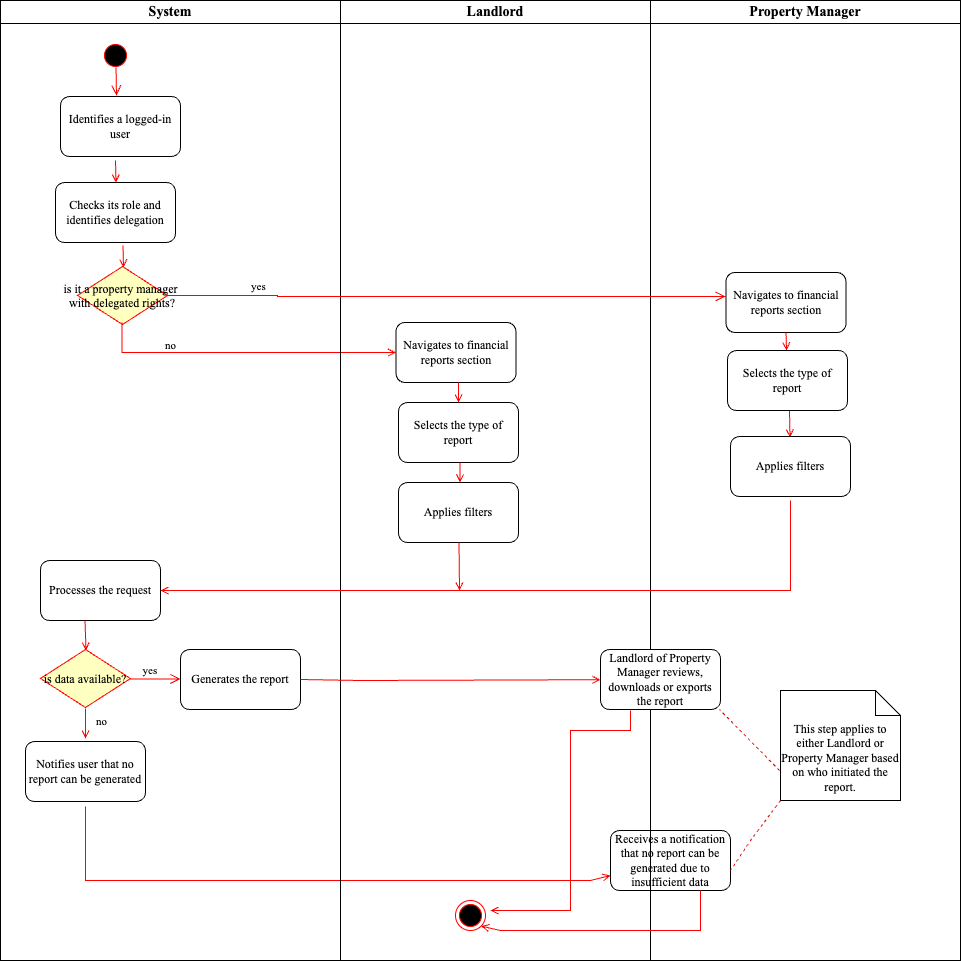 System
Landlord
Property Manager
Identifies a logged-in
user
Checks its role and
identifies delegation
is it a property manager
with delegated rights?
yes
no
Navigates to financial
reports section
Selects the type of
report
Applies filters
Navigates to financial
reports section
Selects the type of
report
Applies filters
Processes the request
is data available?
yes
no
Generates the report
Notifies user that no
report can be generated
Landlord of Property
Manager reviews,
downloads or exports
the report
This step applies to
either Landlord or
Property Manager based
on who initiated the
report.
Receives a notification
that no report can be
generated due to
insufficient data